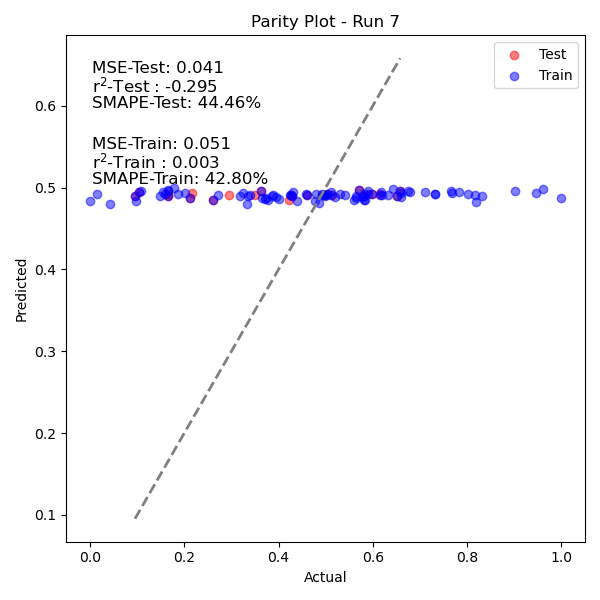 Parity Plot - Run 7
MSE-Test: 0.041
r²-Test : -0.295
SMAPE-Test: 44.46%
MSE-Train: 0.051
r²-Train : 0.003
SMAPE-Train: 42.80%
Test
Train
0.6
0.5
0.4
0.3
0.2
0.1
Predicted
0.0 0.2 0.4 0.6 0.8 1.0
Actual